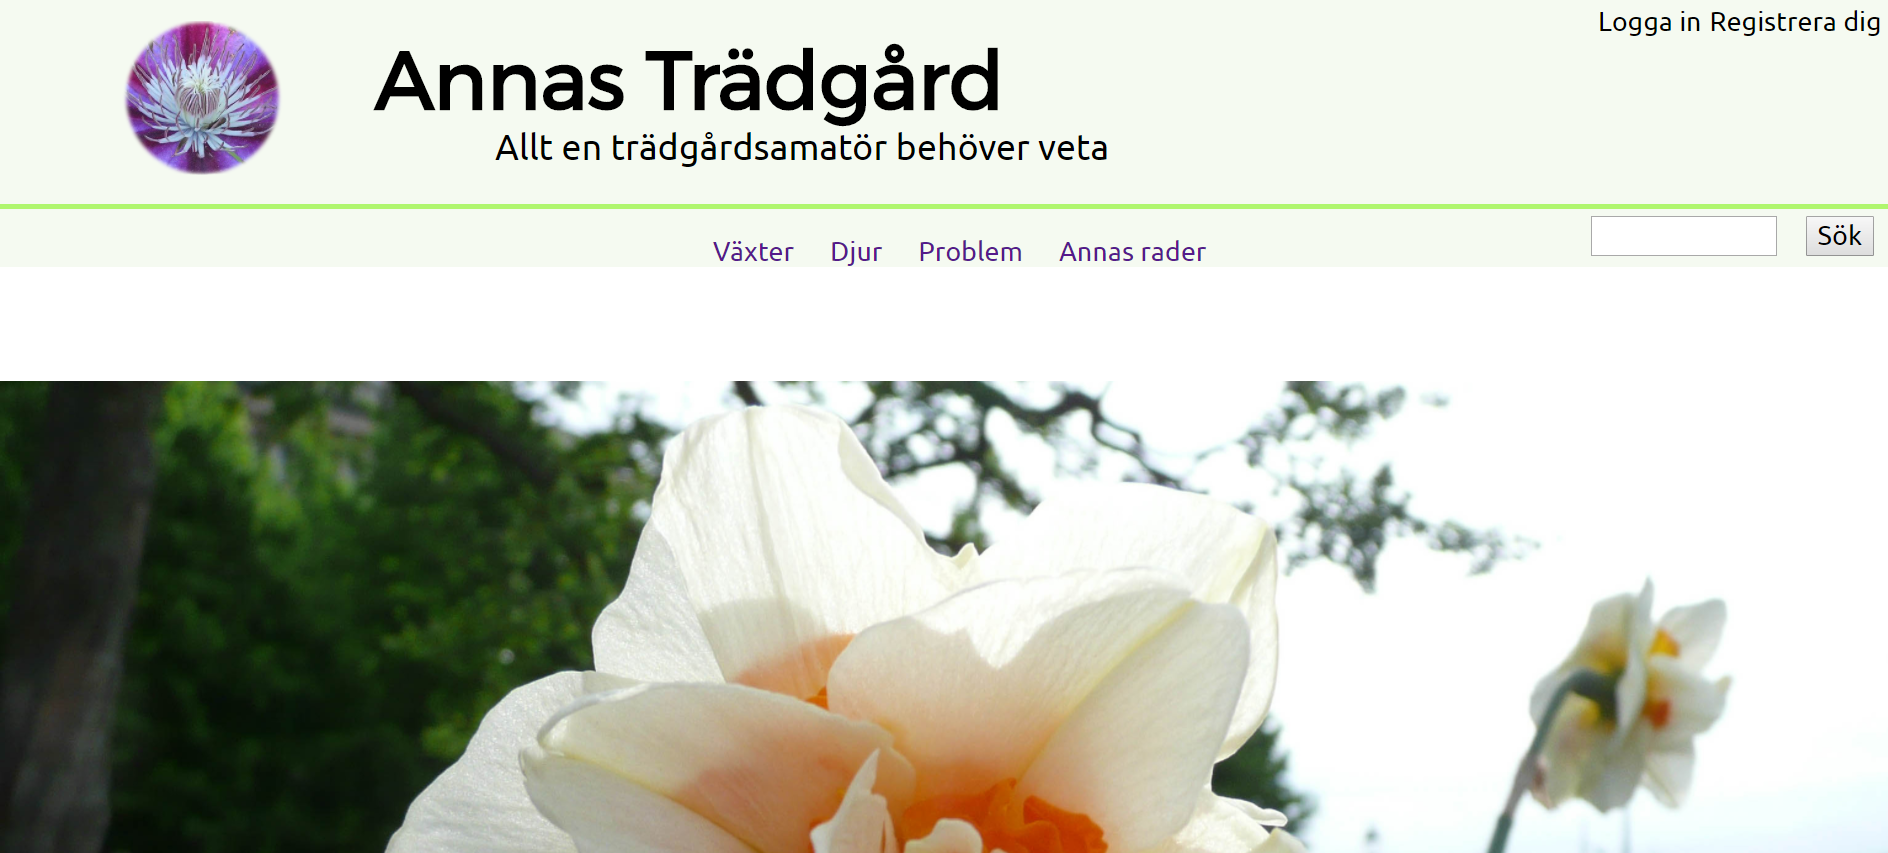 Logga in Registrera dig
Annas Trädgård
Allt en trädgårdsamatör behöver veta
Växter Djur Problem Annas rader
Sök